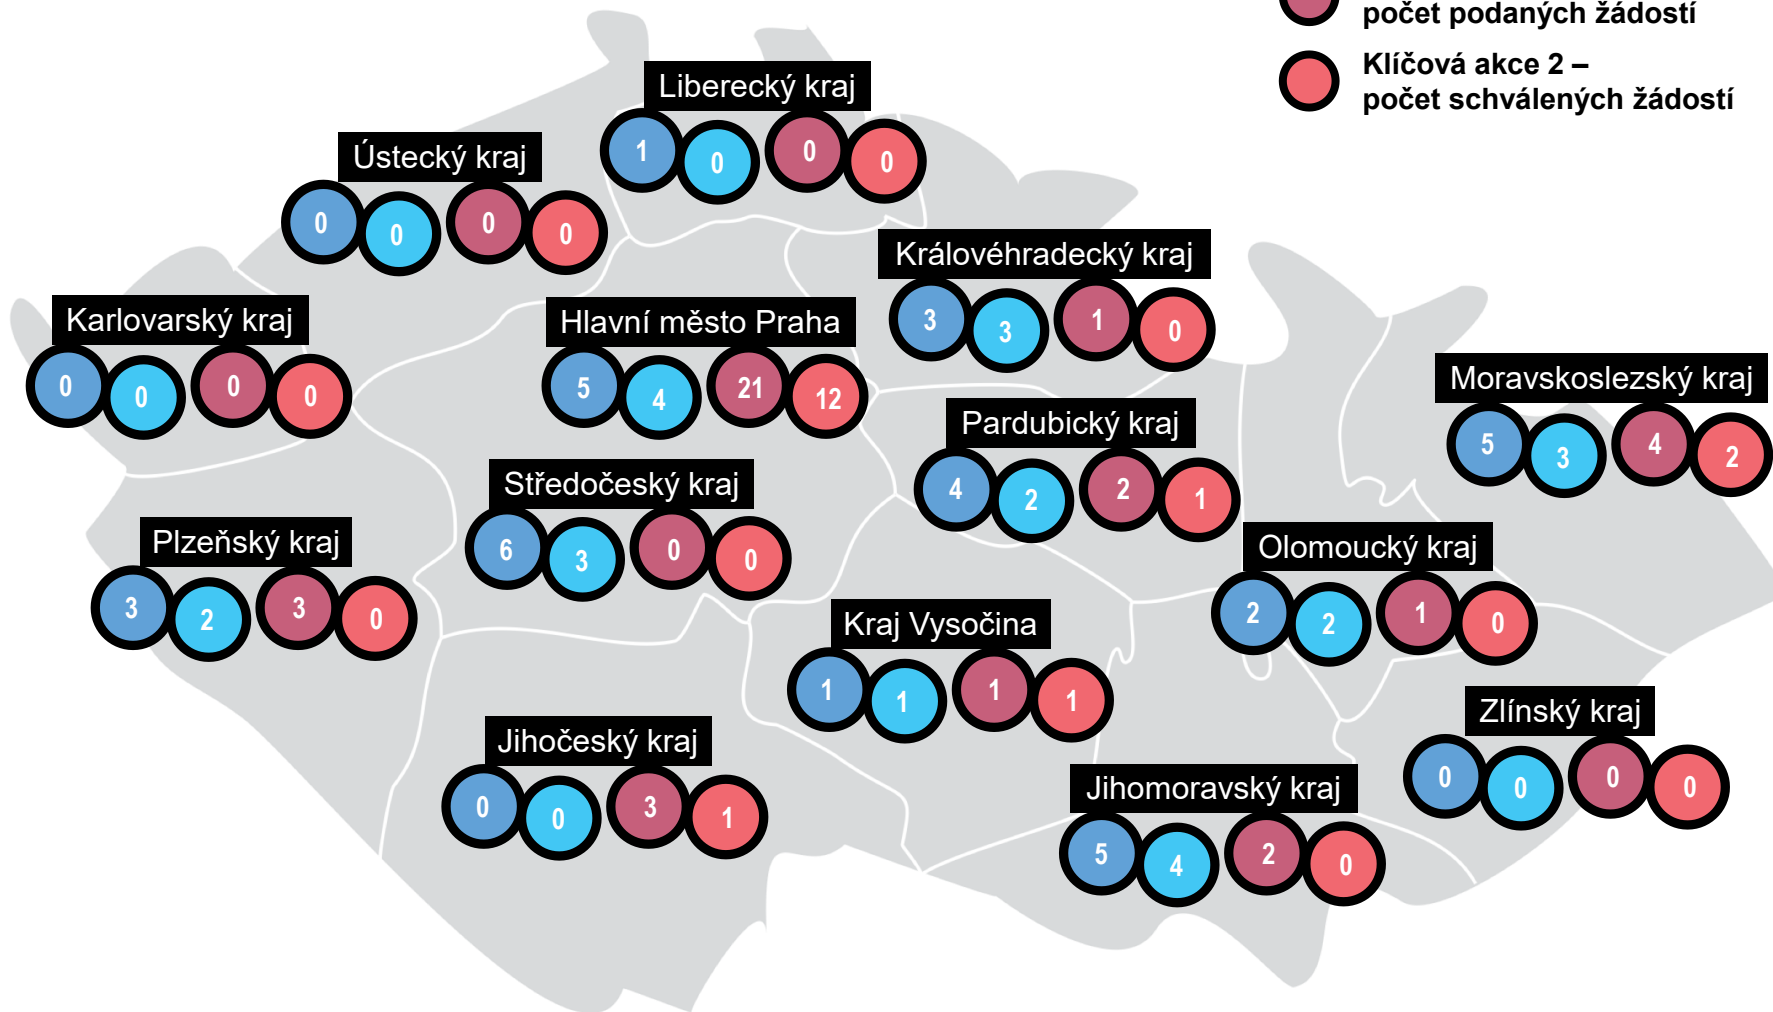 počet podaných žádostí
Klíčová akce 2 –
počet schválených žádostí
Liberecký kraj
1 0 0 0
Ústecký kraj
0 0 0 0
Královéhradecký kraj
3 3 1 0
Karlovarský kraj
0 0 0 0
Hlavní město Praha
5 4 21 12
Moravskoslezský kraj
5 3 4 2
Pardubický kraj
4 2 2 1
Středočeský kraj
6 3 0 0
Plzeňský kraj
3 2 3 0
Olomoucký kraj
2 2 1 0
Kraj Vysočina
1 1 1 1
Zlínský kraj
0 0 0 0
Jihočeský kraj
0 0 3 1
Jihomoravský kraj
5 4 2 0